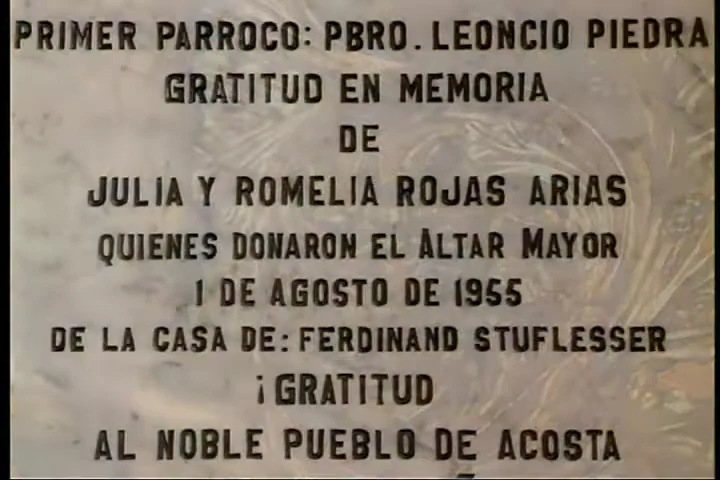 PRIMER PARROCO: PBRO. LEONCIO PIEDRA
GRATITUD EN MEMORIA
DE
JULIA Y ROMELIA ROJAS ARIAS
QUIENES DONARON EL ALTAR MAYOR
1 DE AGOSTO DE 1955
DE LA CASA DE: FERDINAND STUFLESSER
¡GRATITUD
AL NOBLE PUEBLO DE ACOSTA